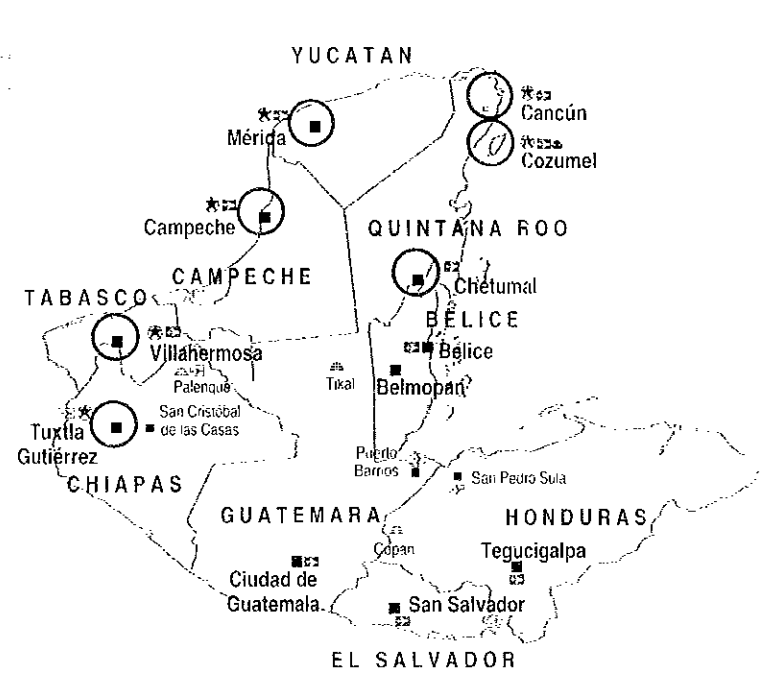 YUCATAN
Cancún
Mérida
Cozumel
Campeche
QUINTANA ROO
CAMPECHE
Chetumal
TABASCO
BELICE
Villahermosa
Belice
Palenque
Tikal
Belmopan
Tuxtla
Gutiérrez
San Cristóbal
de las Casas
Puerto
Barrios
San Pedro Sula
CHIAPAS
GUATEMARA
HONDURAS
Copan
Tegucigalpa
Ciudad de
Guatemala
San Salvador
EL SALVADOR